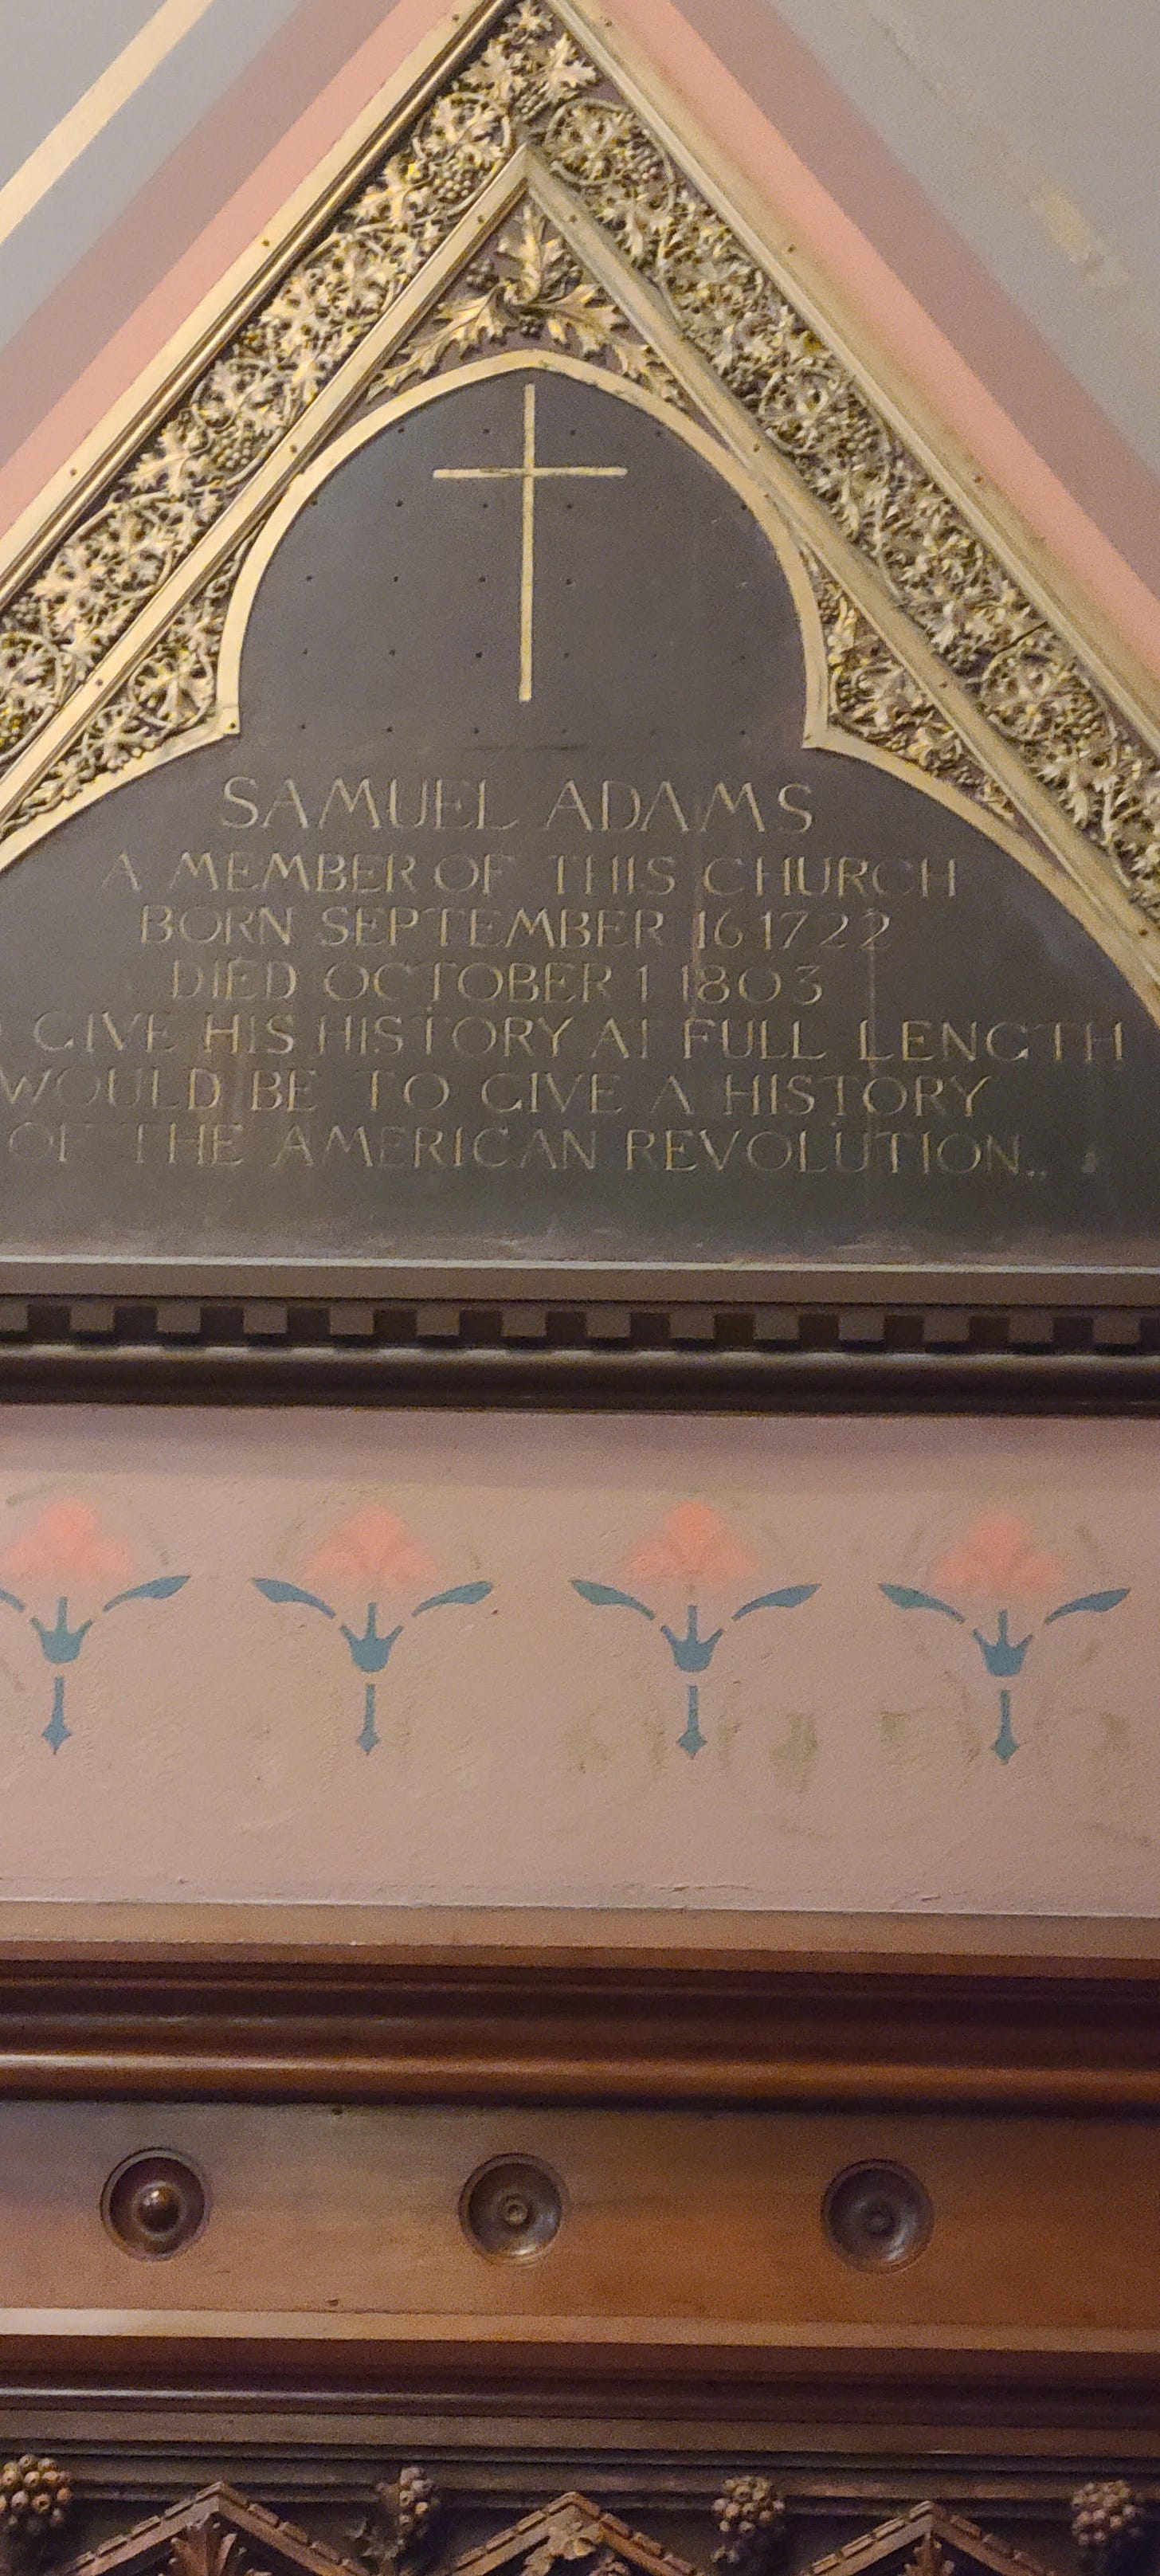 SAMUEL ADAMS
A MEMBER OF THIS CHURCH
BORN SEPTEMBER 16 1722
DIED OCTOBER 1 1803
GIVE HIS HISTORY AT FULL LENGTH
WOULD BE TO GIVE A HISTORY
OF THE AMERICAN REVOLUTION..